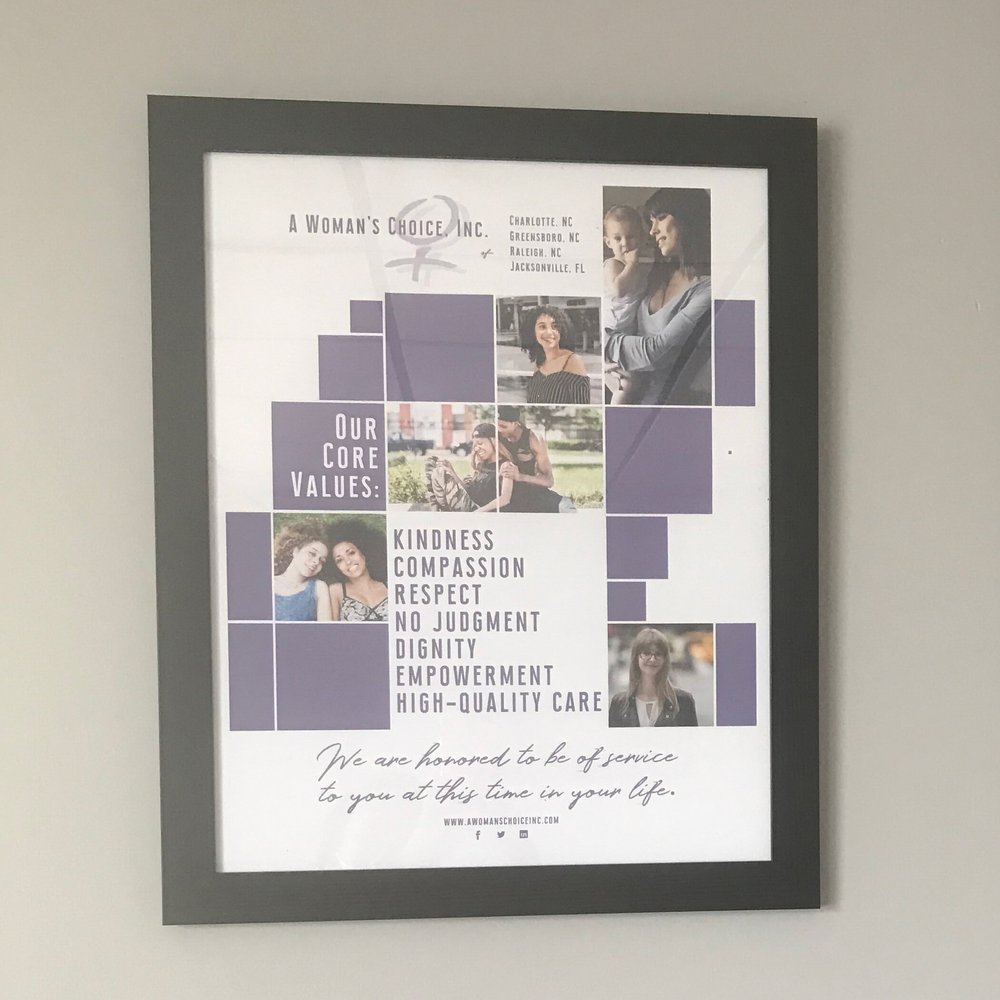 A WOMAN'S CHOICE, INC.
of
CHARLOTTE, NC
GREENSBORO, NC
RALEIGH, NC
JACKSONVILLE, FL
OUR
CORE
VALUES:
KINDNESS
COMPASSION
RESPECT
NO JUDGMENT
DIGNITY
EMPOWERMENT
HIGH-QUALITY CARE
We are honored to be of service
to you at this time in your life.
WWW.AWOMANSCHOICEINC.COM